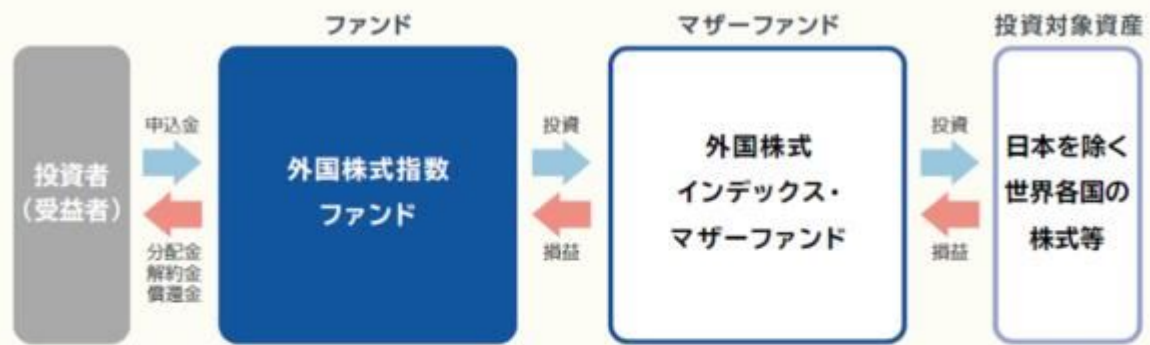 ファンド
マザーファンド
投資対象資産
投資者
(受益者)
申込金
分配金
解約金
償還金
外国株式指数
ファンド
投資
損益
外国株式
インデックス・
マザーファンド
投資
損益
日本を除く
世界各国の
株式等